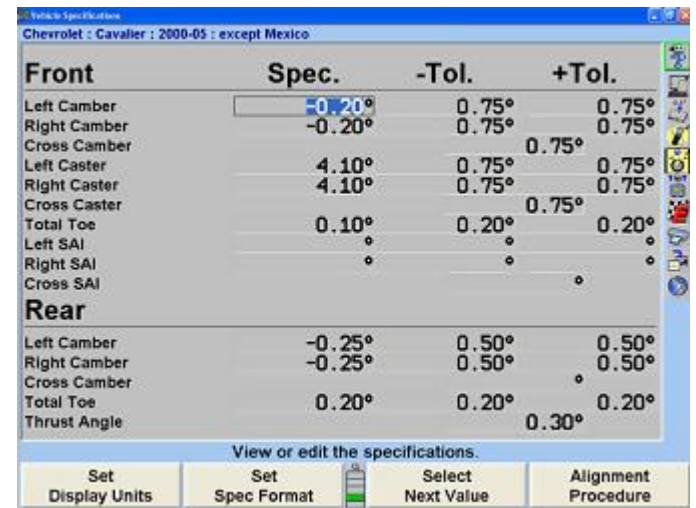 Vehicle Specifications
Chevrolet : Cavalier : 2000-05 : except Mexico
Front Spec. -Tol. +Tol.
Left Camber -0.20° 0.75° 0.75°
Right Camber -0.20° 0.75° 0.75°
Cross Camber 0.75°
Left Caster 4.10° 0.75° 0.75°
Right Caster 4.10° 0.75° 0.75°
Cross Caster 0.75°
Total Toe 0.10° 0.20° 0.20°
Left SAI ° ° °
Right SAI ° ° °
Cross SAI °
Rear
Left Camber -0.25° 0.50° 0.50°
Right Camber -0.25° 0.50° 0.50°
Cross Camber °
Total Toe 0.20° 0.20° 0.20°
Thrust Angle 0.30°
View or edit the specifications.
Set Display Units
Set Spec Format
Select Next Value
Alignment Procedure